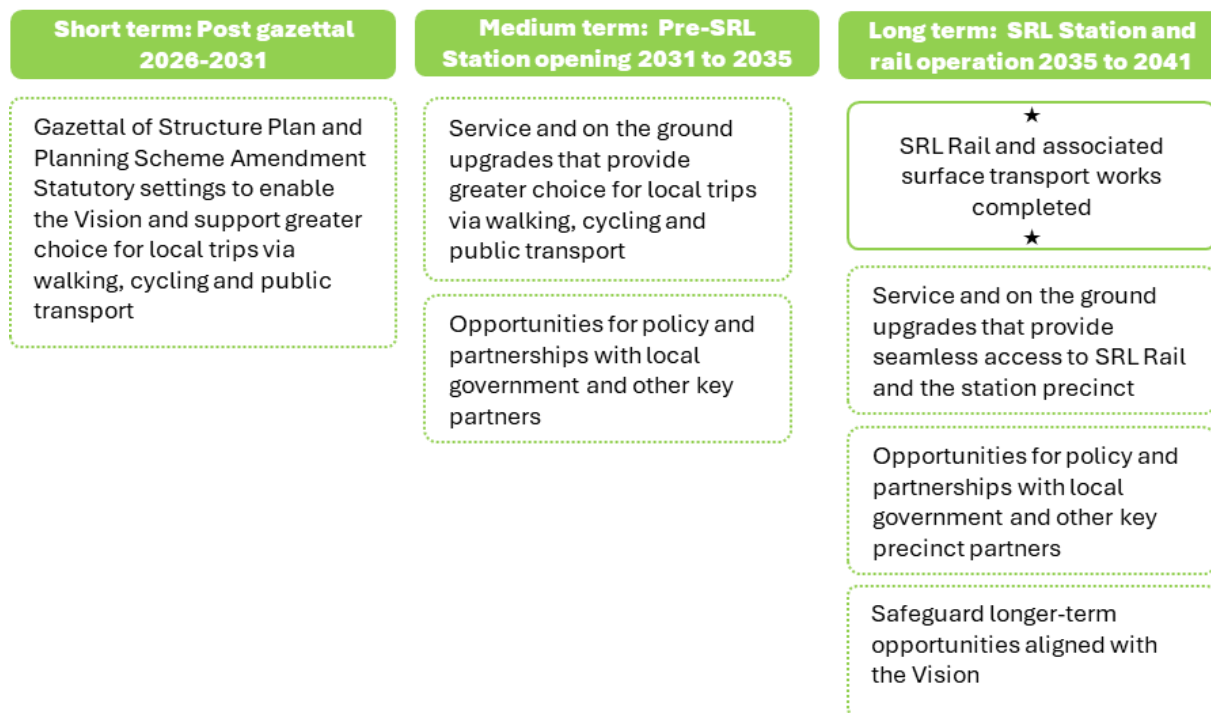 Short term: Post gazettal
2026-2031
Gazettal of Structure Plan and
Planning Scheme Amendment
Statutory settings to enable
the Vision and support greater
choice for local trips via
walking, cycling and public
transport
Medium term: Pre-SRL
Station opening 2031 to 2035
Service and on the ground
upgrades that provide
greater choice for local trips
via walking, cycling and
public transport
Opportunities for policy and
partnerships with local
government and other key
partners
Long term: SRL Station and
rail operation 2035 to 2041
★
SRL Rail and associated
surface transport works
completed
★
Service and on the ground
upgrades that provide
seamless access to SRL Rail
and the station precinct
Opportunities for policy and
partnerships with local
government and other key
precinct partners
Safeguard longer-term
opportunities aligned with
the Vision